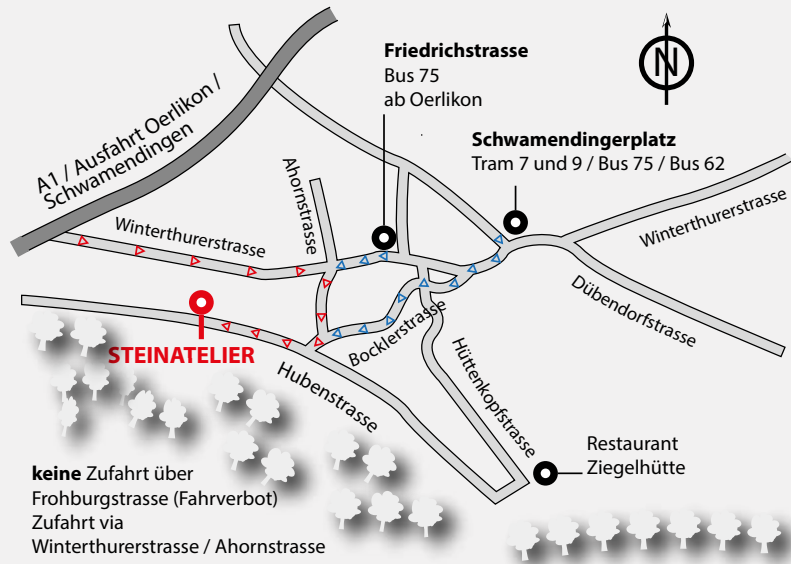 Friedrichstrasse
Bus 75
ab Oerlikon
N
Schwamendingerplatz
Tram 7 und 9 / Bus 75 / Bus 62
A1 / Ausfahrt Oerlikon /
Schwamendingen
Ahornstrasse
Winterthurerstrasse
Winterthurerstrasse
Dübendorfstrasse
STEINATELIER
Bocklerstrasse
Hubenstrasse
Hüttenkopfstrasse
Restaurant
Ziegelhütte
keine Zufahrt über
Frohburgstrasse (Fahrverbot)
Zufahrt via
Winterthurerstrasse / Ahornstrasse